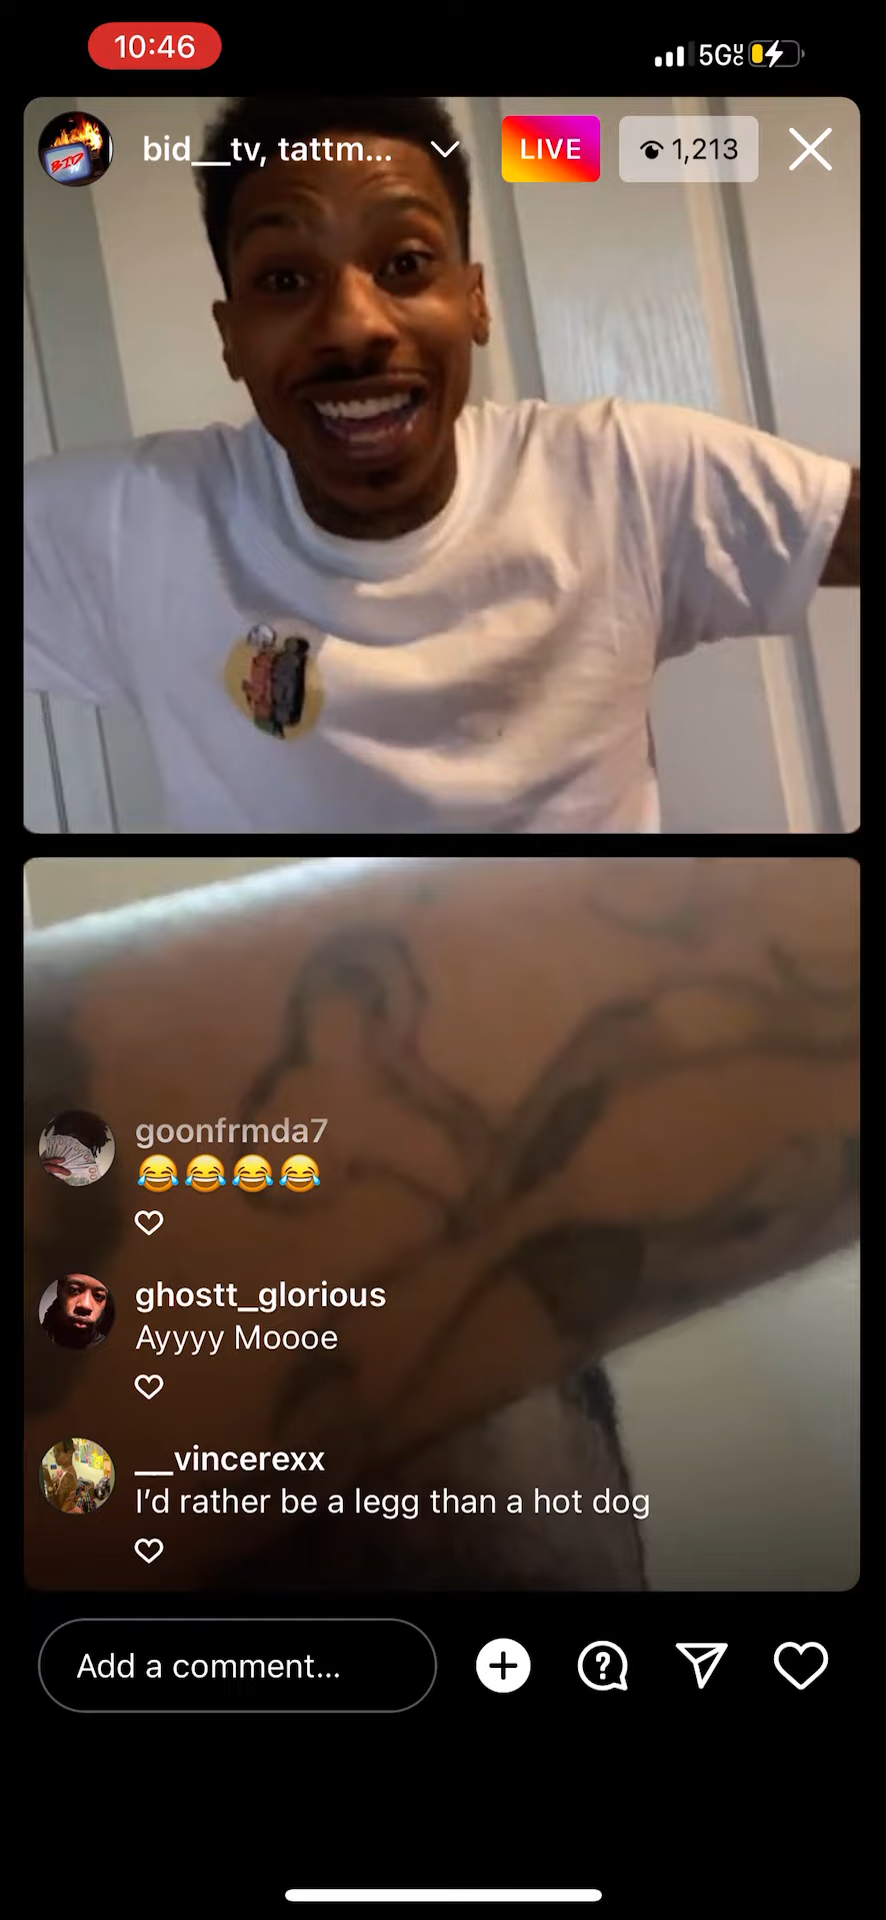 10:46
5G
bid__tv, tattm...
LIVE
1,213
BID
goonfrmda7
😂😂😂😂
ghostt_glorious
Ayyyy Moooe
__vincerexx
I'd rather be a legg than a hot dog
Add a comment...